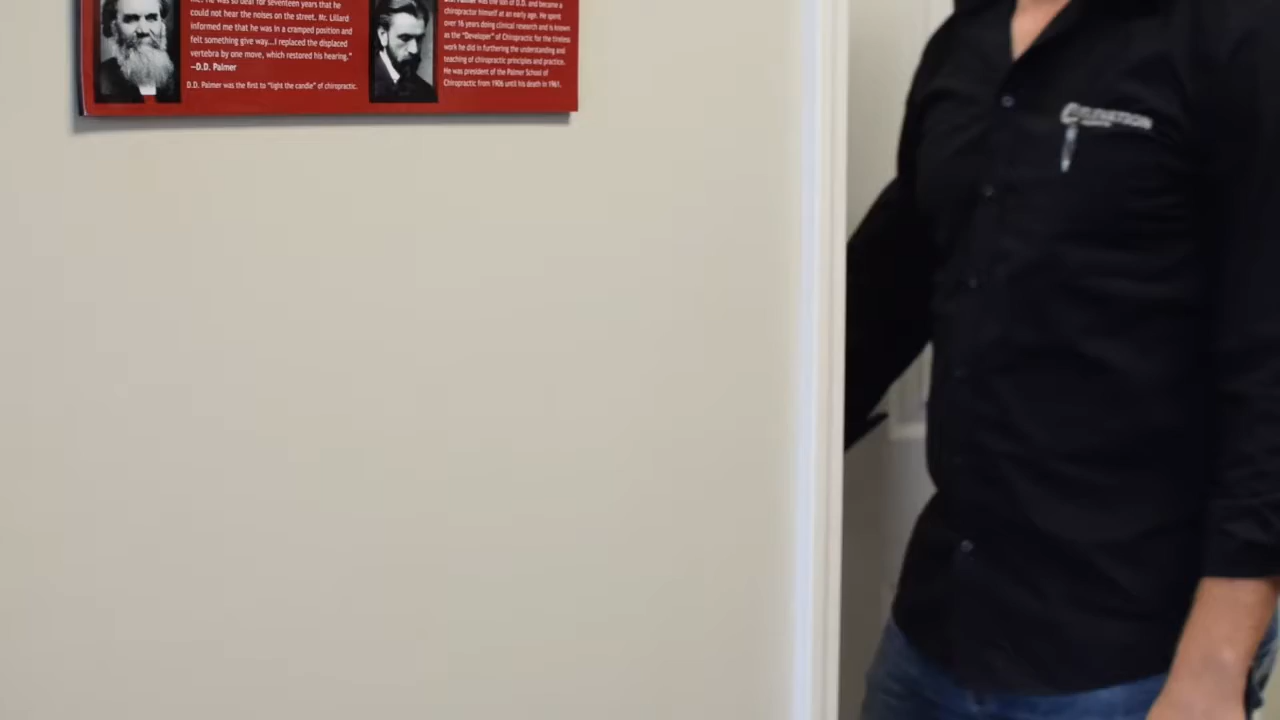 me. He was so deaf for seventeen years that he
could not hear the noises on the street. Mr. Lillard
informed me that he was in a cramped position and
felt something give way...I replaced the displaced
vertebra by one move, which restored his hearing."
—D.D. Palmer
D.D. Palmer was the first to "light the candle" of chiropractic.
was the son of D.D. and became a
chiropractor himself at an early age. He spent
over 16 years doing clinical research and is known
as the "Developer" of Chiropractic for the tireless
work he did in furthering the understanding and
teaching of chiropractic principles and practice.
He was president of the Palmer School of
Chiropractic from 1906 until his death in 1961.